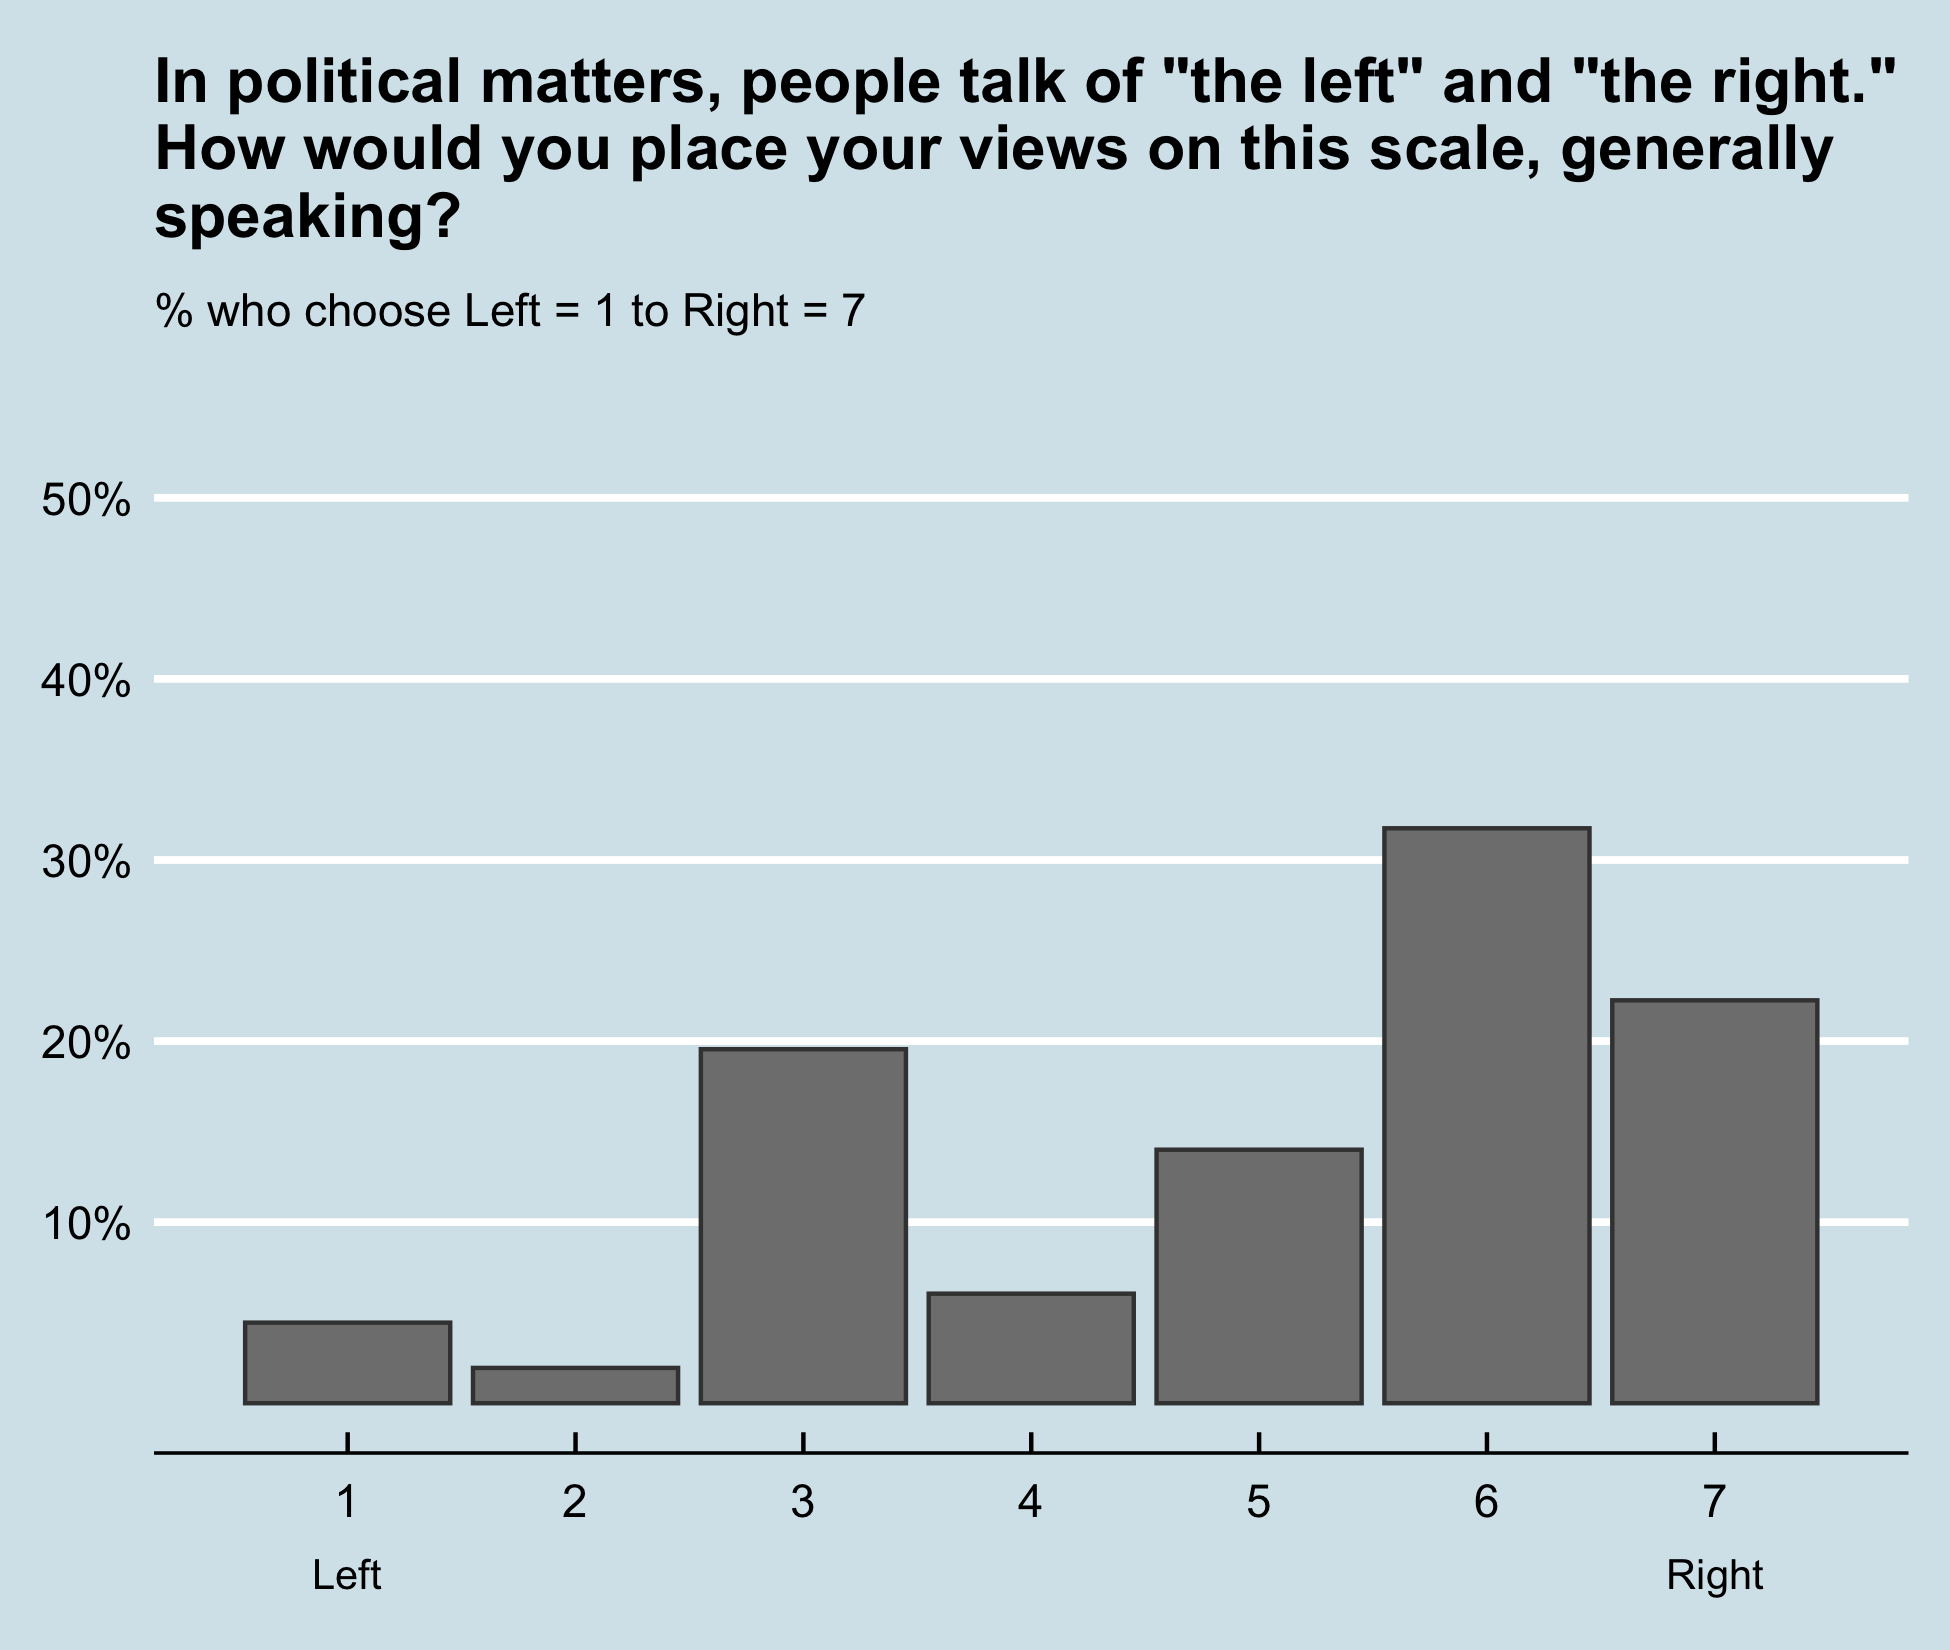 In political matters, people talk of "the left" and "the right."
How would you place your views on this scale, generally
speaking?
% who choose Left = 1 to Right = 7
50%
40%
30%
20%
10%
1 2 3 4 5 6 7
Left Right